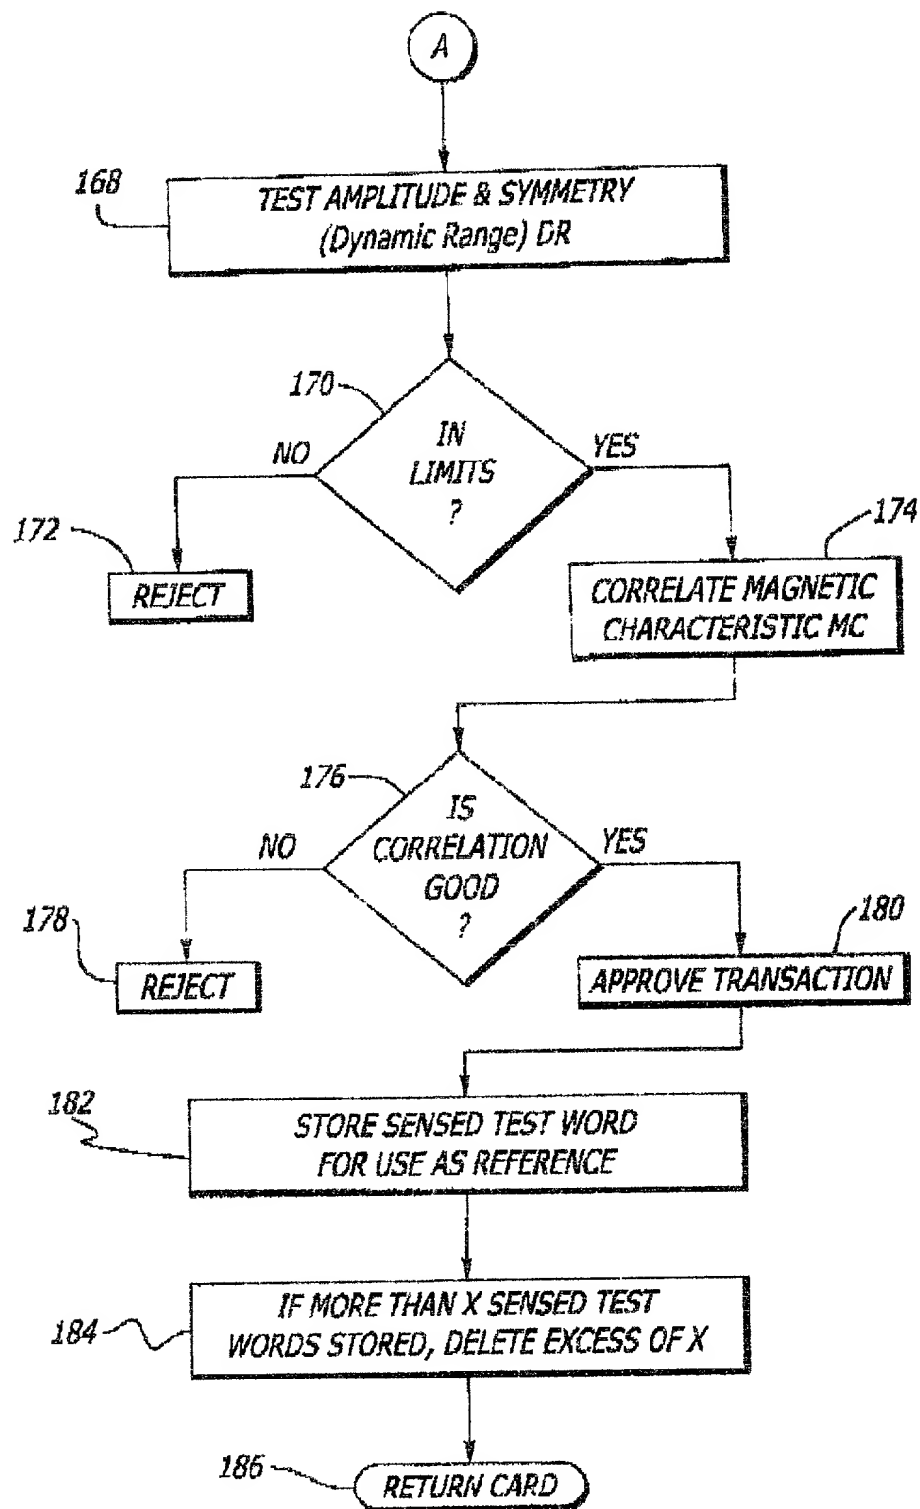 A
168
TEST AMPLITUDE & SYMMETRY
(Dynamic Range) DR
170
IN
LIMITS
?
NO
YES
172
REJECT
174
CORRELATE MAGNETIC
CHARACTERISTIC MC
176
IS
CORRELATION
GOOD
?
NO
YES
178
REJECT
180
APPROVE TRANSACTION
182
STORE SENSED TEST WORD
FOR USE AS REFERENCE
184
IF MORE THAN X SENSED TEST
WORDS STORED, DELETE EXCESS OF X
186
RETURN CARD